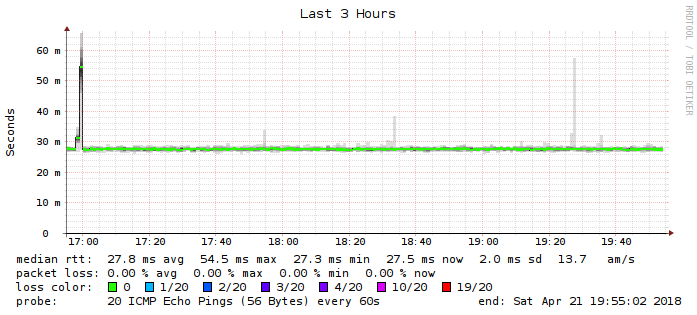 Last 3 Hours
RRDTOOL / TOBI OETIKER
Seconds
60 m
50 m
40 m
30 m
20 m
10 m
0
17:00 17:20 17:40 18:00 18:20 18:40 19:00 19:20 19:40
median rtt: 27.8 ms avg 54.5 ms max 27.3 ms min 27.5 ms now 2.0 ms sd 13.7 am/s
packet loss: 0.00 % avg 0.00 % max 0.00 % min 0.00 % now
loss color: 0 1/20 2/20 3/20 4/20 10/20 19/20
probe: 20 ICMP Echo Pings (56 Bytes) every 60s end: Sat Apr 21 19:55:02 2018